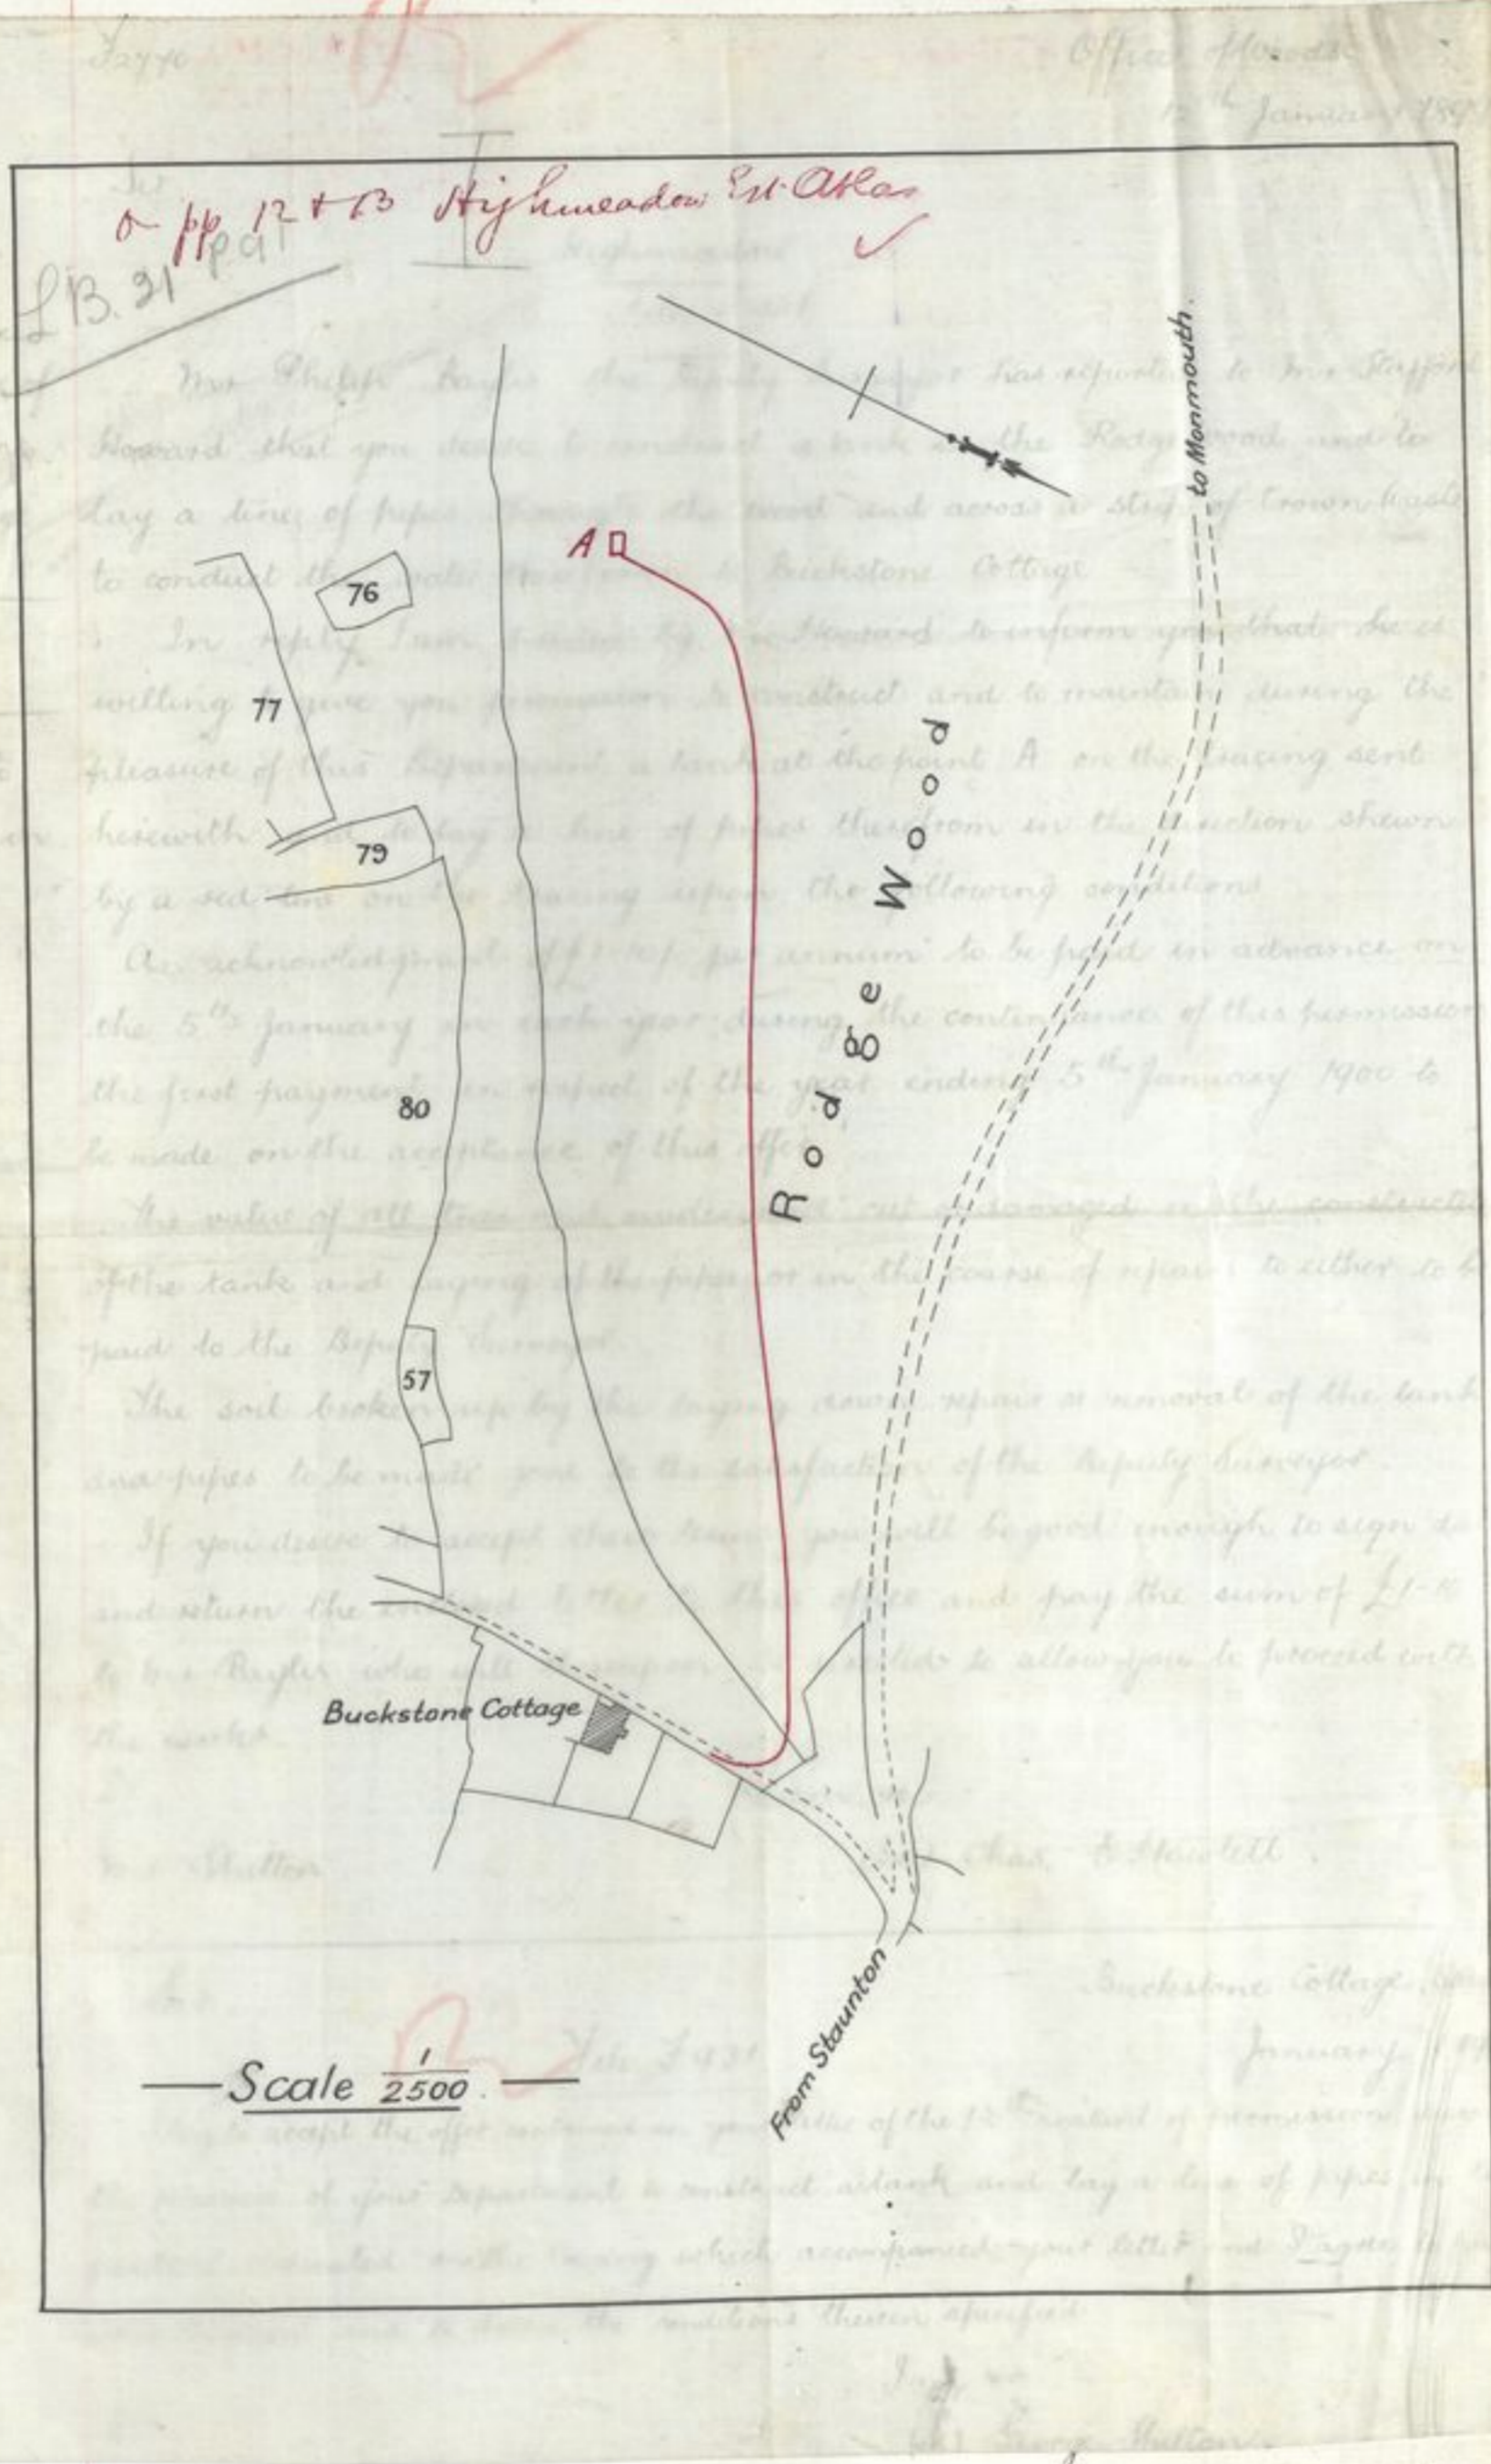 F2770
Office of Woods
12th January 189
Sir
on pp 12 + 13 Highmeadow Est. Atlas
p 91
LB. 31
Highmeadow
to Monmouth.
Mr Philip Baylis the Deputy Surveyor has reported to Mr Stafford
Howard that you desire to construct a tank in the Rodge Wood and to
lay a line of pipes through the wood and across a strip of Crown Waste
to conduct the water to Buckstone Cottage
A
76
In reply I am by Mr Howard to inform you that he is
willing to give you permission to construct and to maintain during the
77
pleasure of this Department a tank at the point A on the tracing sent
herewith and to lay a line of pipes therefrom in the direction shewn
79
by a red line on the tracing upon the following conditions
Rodge Wood
An acknowledgment of per annum to be paid in advance on
the 5th January in each year during the continuance of this permission
the first payment in respect of the year ending 5th January 1900 to
80
be made on the acceptance of this offer
The value of all trees and underwood cut or damaged in the construction
of the tank and laying of the pipes or in the course of repairs to either to be
paid to the Deputy Surveyor.
57
The soil broken up by the laying down repair or removal of the tank
and pipes to be made good to the satisfaction of the Deputy Surveyor.
If you desire to accept these terms you will be good enough to sign
and return the enclosed letter to this office and pay the sum of £1-
to Mr Baylis who will to allow you to proceed with
the works.
Buckstone Cottage
Chas. E Howlett.
From Staunton
Buckstone Cottage
January
Scale 1/2500.
accept the offer contained in your letter of the 12th instant of permission
the pleasure of your Department to construct a tank and lay a line of pipes in
indicated on the tracing which accompanied your letter and I agree to
the conditions therein specified
George